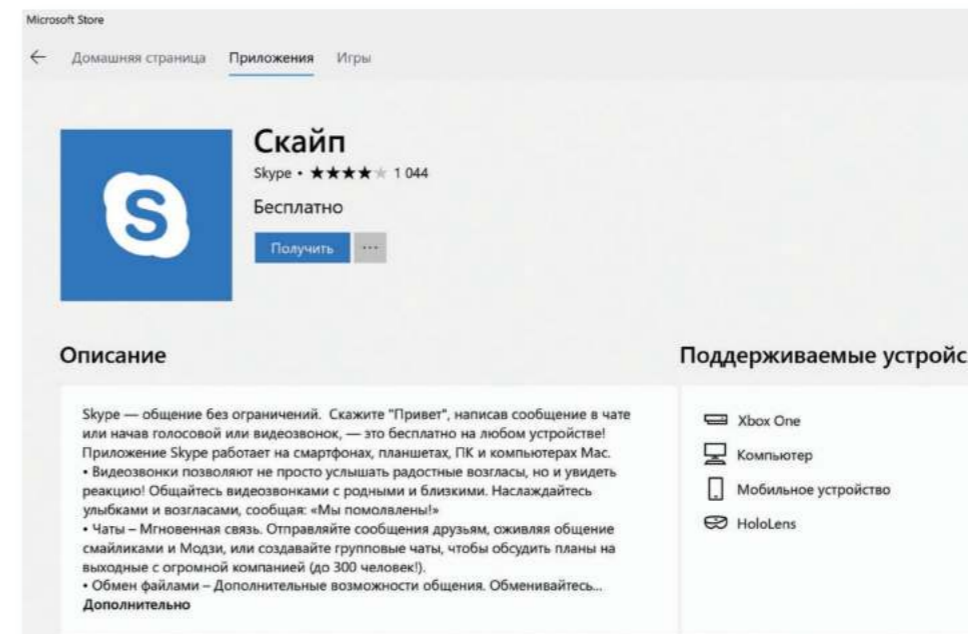 Microsoft Store
← Домашняя страница Приложения Игры
S
Скайп
Skype • ★★★★★ 1 044
Бесплатно
Получить ...
Описание
Поддерживаемые устройс
Skype — общение без ограничений. Скажите "Привет", написав сообщение в чате
или начав голосовой или видеозвонок, — это бесплатно на любом устройстве!
Приложение Skype работает на смартфонах, планшетах, ПК и компьютерах Mac.
• Видеозвонки позволяют не просто услышать радостные возгласы, но и увидеть
реакцию! Общайтесь видеозвонками с родными и близкими. Наслаждайтесь
улыбками и возгласами, сообщая: «Мы помолвлены!»
• Чаты – Мгновенная связь. Отправляйте сообщения друзьям, оживляя общение
смайликами и Модзи, или создавайте групповые чаты, чтобы обсудить планы на
выходные с огромной компанией (до 300 человек!).
• Обмен файлами – Дополнительные возможности общения. Обменивайтесь...
Дополнительно
Xbox One
Компьютер
Мобильное устройство
HoloLens